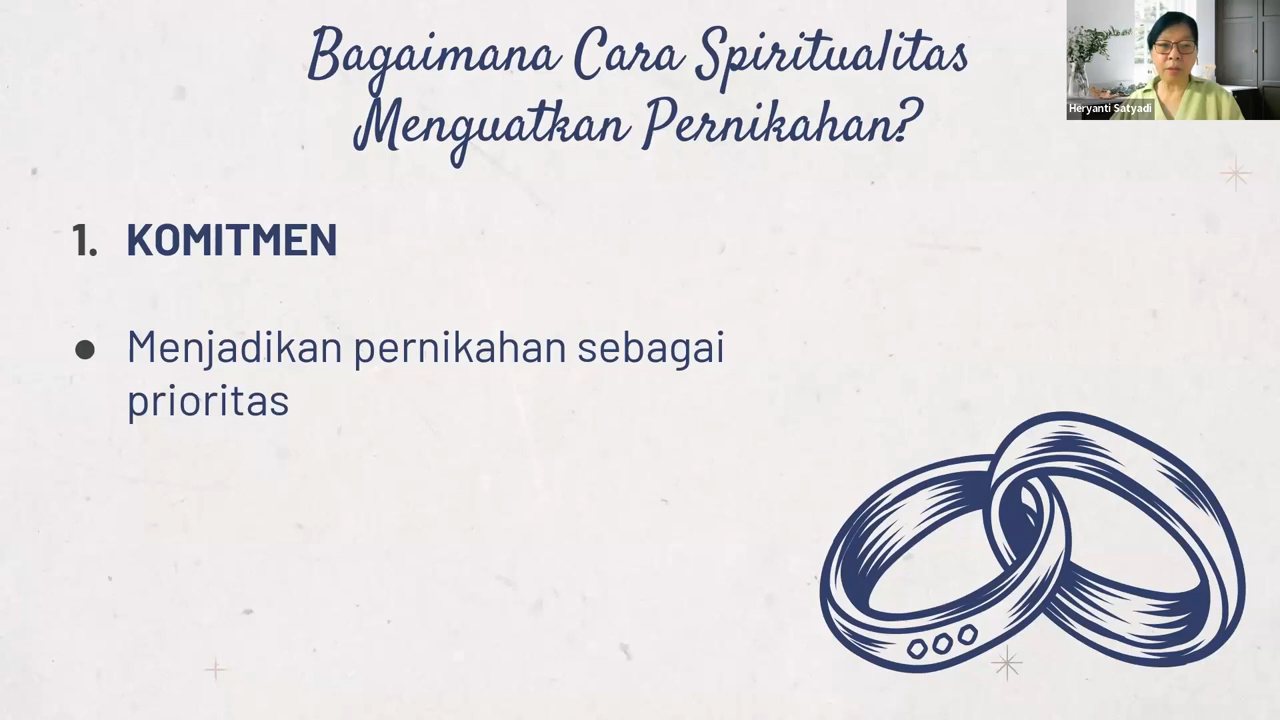 Bagaimana Cara Spiritualitas
Menguatkan Pernikahan?
Heryanti Satyadi
1. KOMITMEN
● Menjadikan pernikahan sebagai
prioritas